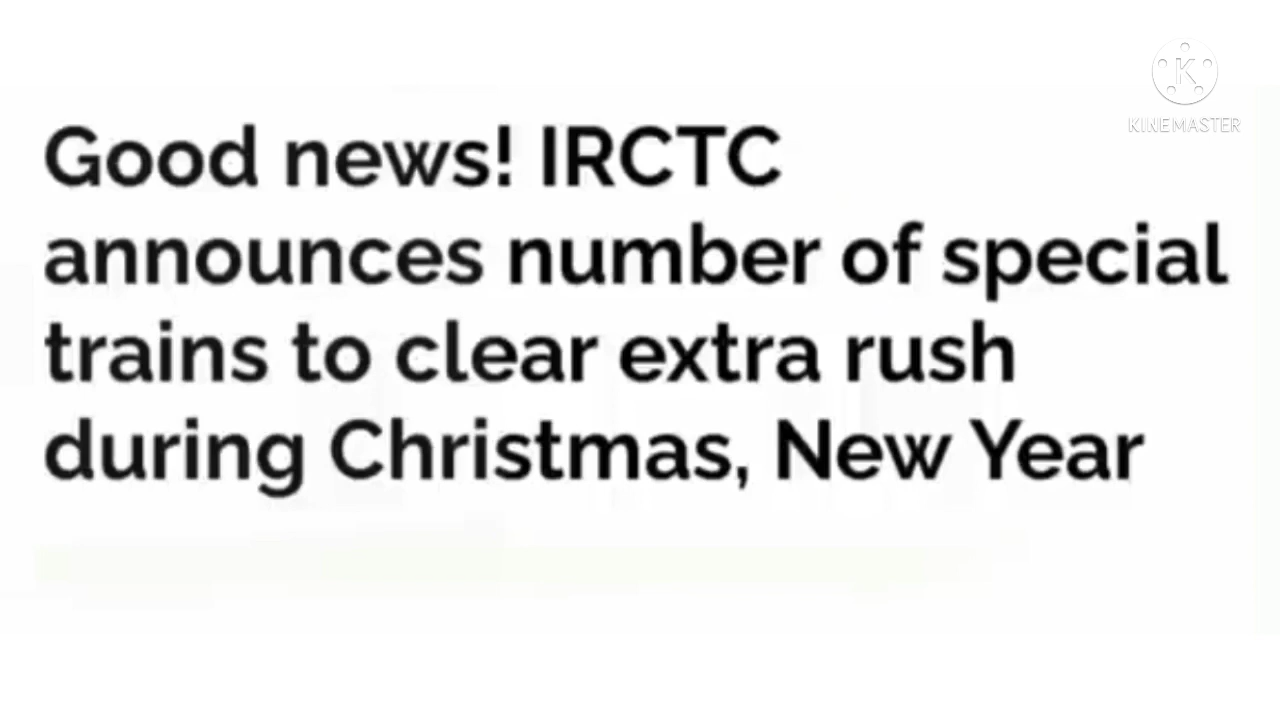 KINEMASTER
Good news! IRCTC
announces number of special
trains to clear extra rush
during Christmas, New Year